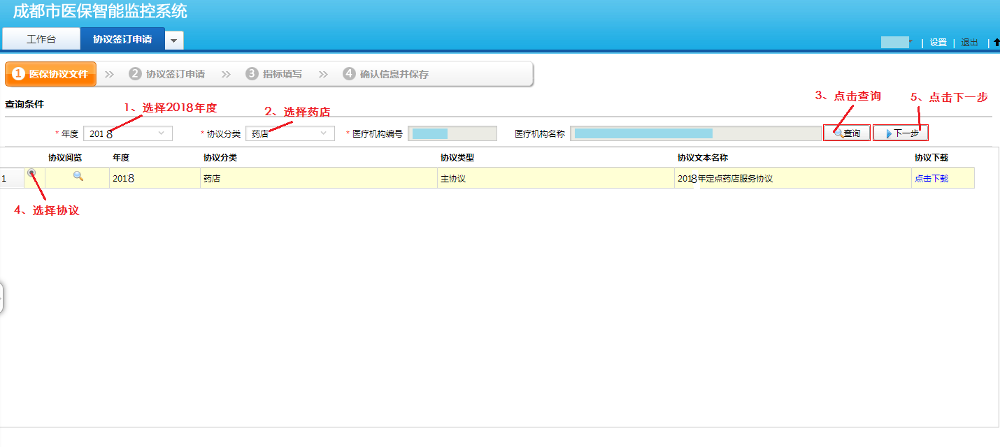 成都市医保智能监控系统
工作台 协议签订申请 | 设置 | 退出 |
1 医保协议文件 2 协议签订申请 3 指标填写 4 确认信息并保存
3、点击查询 5、点击下一步
查询条件
1、选择2018年度 2、选择药店
* 年度 2018 * 协议分类 药店 * 医疗机构编号 医疗机构名称 查询 下一步
协议阅览 年度 协议分类 协议类型 协议文本名称 协议下载
1 2018 药店 主协议 2018年定点药店服务协议 点击下载
4、选择协议